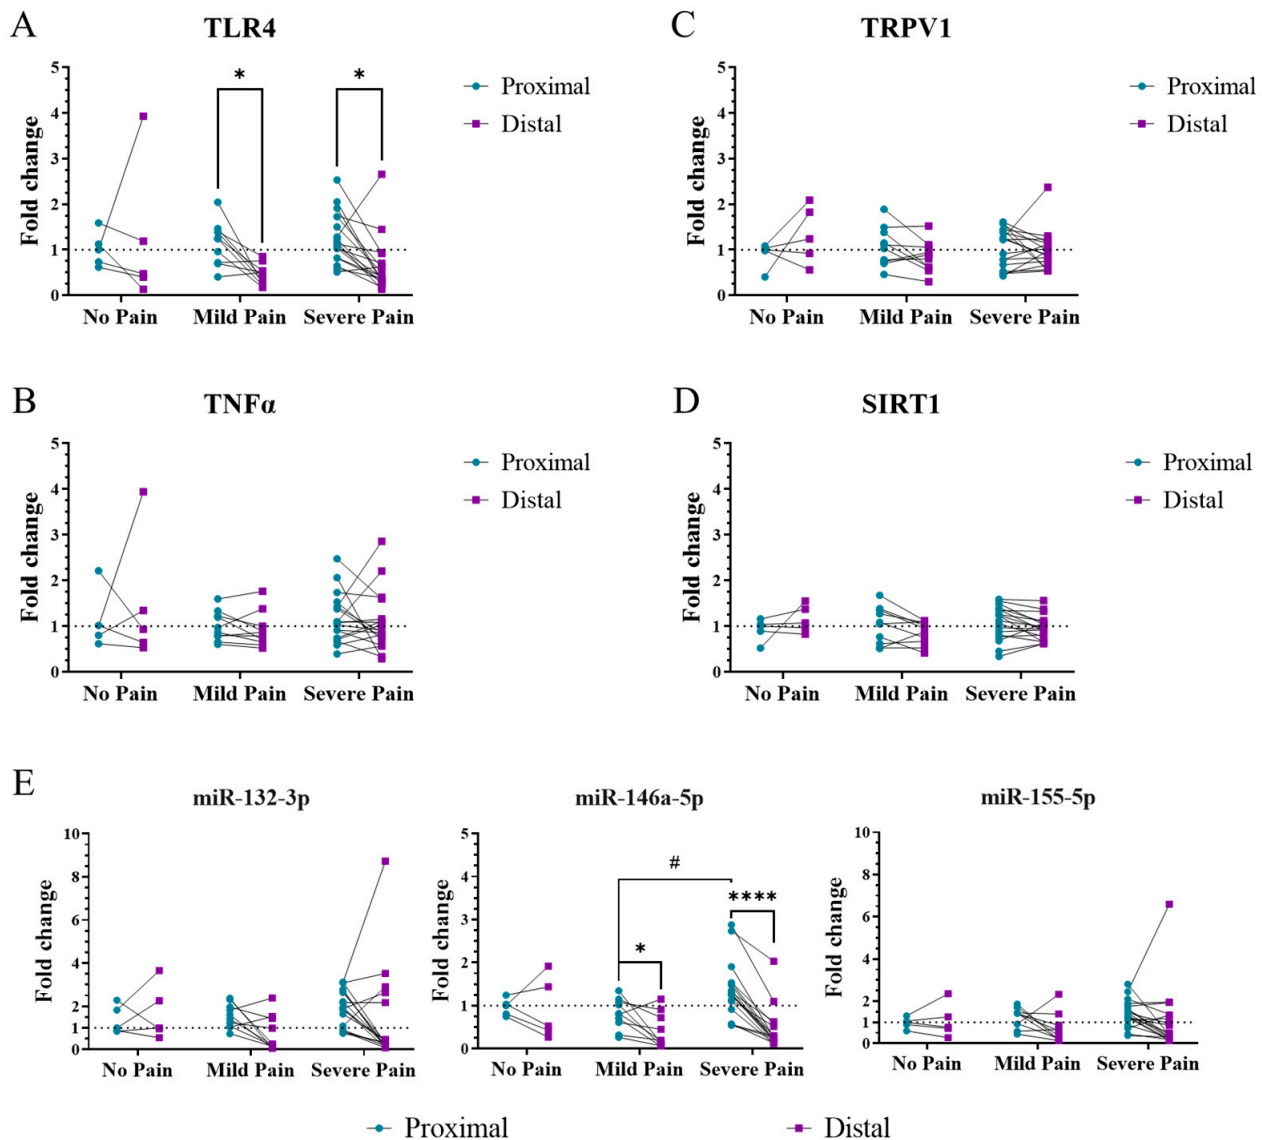 A
TLR4
5
4
3
2
1
0
Fold change
*
*
No Pain
Mild Pain
Severe Pain
Proximal
Distal
C
TRPV1
5
4
3
2
1
0
Fold change
No Pain
Mild Pain
Severe Pain
Proximal
Distal
B
TNFα
5
4
3
2
1
0
Fold change
No Pain
Mild Pain
Severe Pain
Proximal
Distal
D
SIRT1
5
4
3
2
1
0
Fold change
No Pain
Mild Pain
Severe Pain
Proximal
Distal
E
miR-132-3p
10
8
6
4
2
1
0
Fold change
No Pain
Mild Pain
Severe Pain
miR-146a-5p
5
4
3
2
1
0
Fold change
#
*
****
No Pain
Mild Pain
Severe Pain
miR-155-5p
10
8
6
4
2
1
0
Fold change
No Pain
Mild Pain
Severe Pain
Proximal
Distal